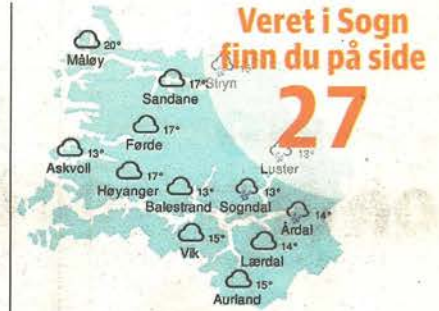 Veret i Sogn
finn du på side
27
20°
Måløy
Stryn
17°
Sandane
17°
Førde
13°
Askvoll
13°
Luster
17°
Høyanger
13°
Balestrand
13°
Sogndal
14°
Årdal
15°
Vik
14°
Lærdal
15°
Aurland